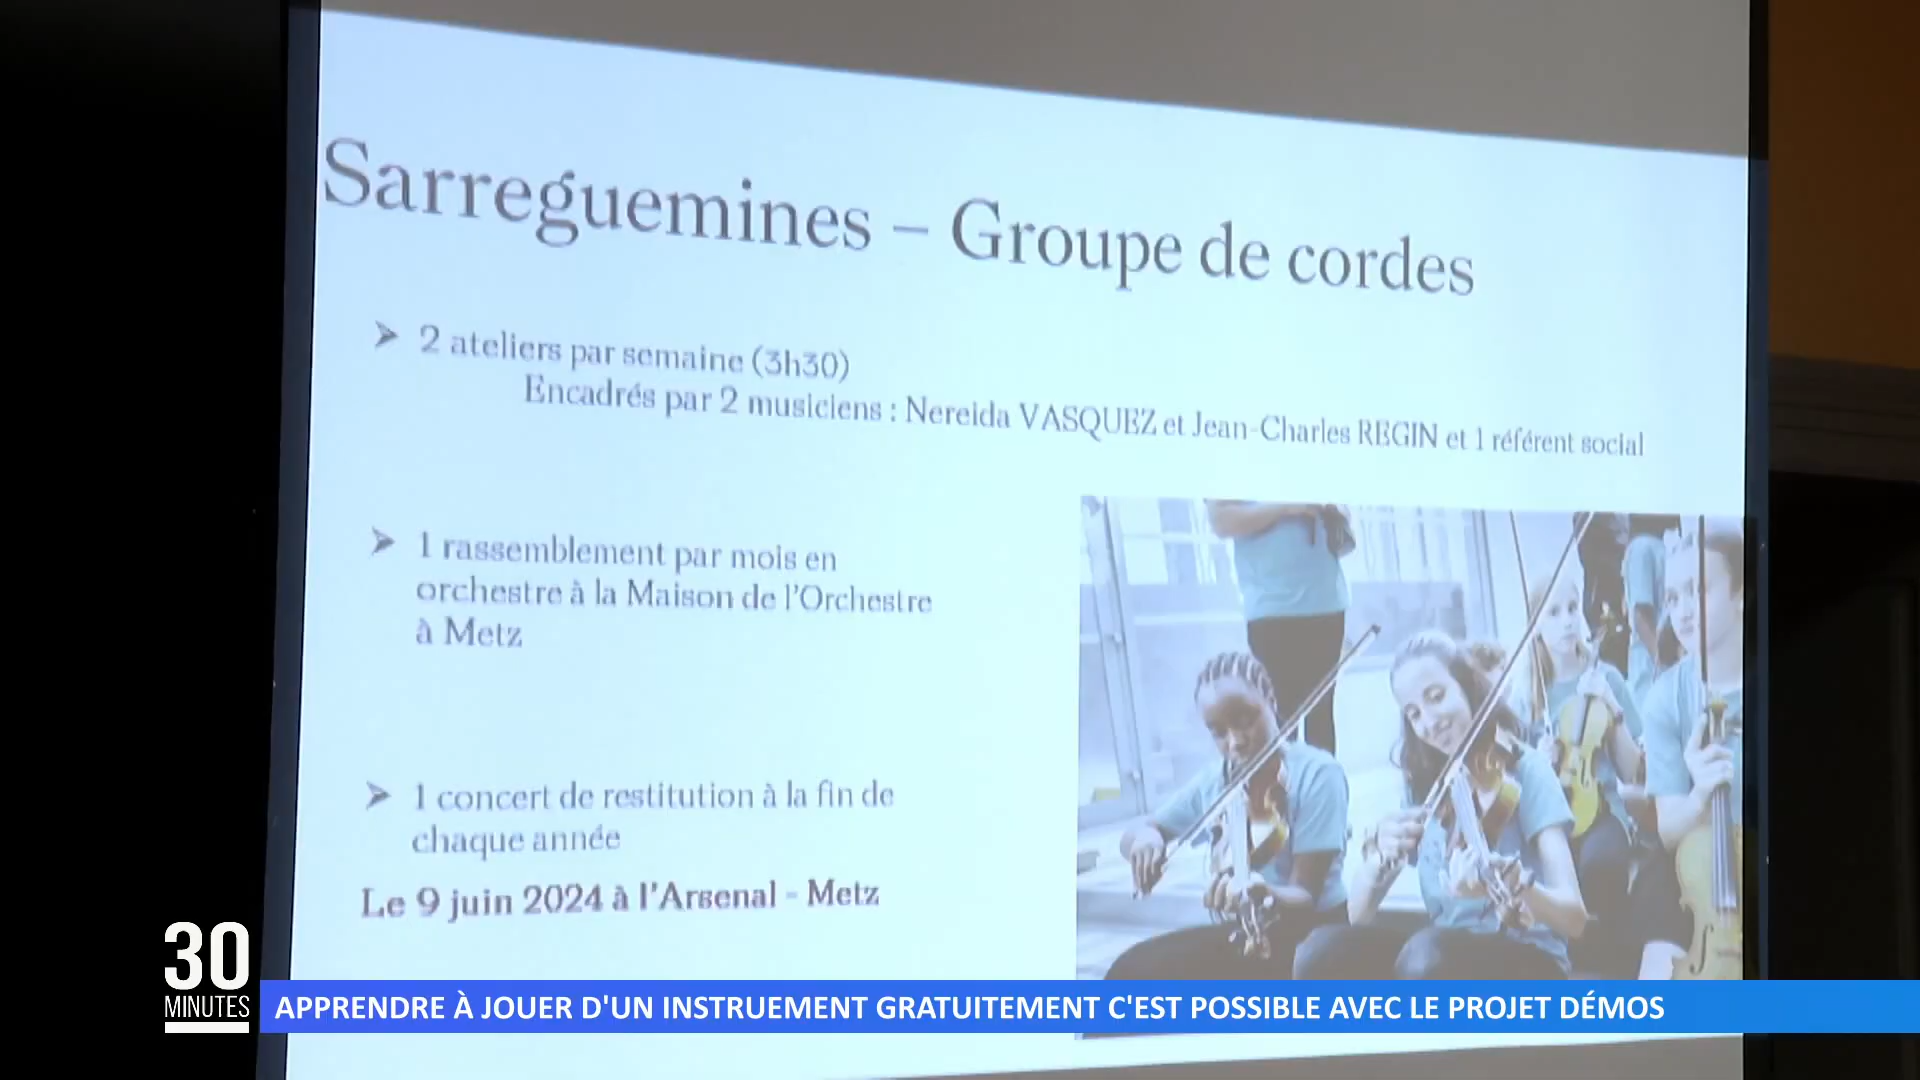 Sarreguemines – Groupe de cordes
➤ 2 ateliers par semaine (3h30)
Encadrés par 2 musiciens : Nereida VASQUEZ et Jean-Charles REGIN et 1 référent social
➤ 1 rassemblement par mois en
orchestre à la Maison de l'Orchestre
à Metz
➤ 1 concert de restitution à la fin de
chaque année
Le 9 juin 2024 à l'Arsenal - Metz
30
MINUTES
APPRENDRE À JOUER D'UN INSTRUEMENT GRATUITEMENT C'EST POSSIBLE AVEC LE PROJET DÉMOS